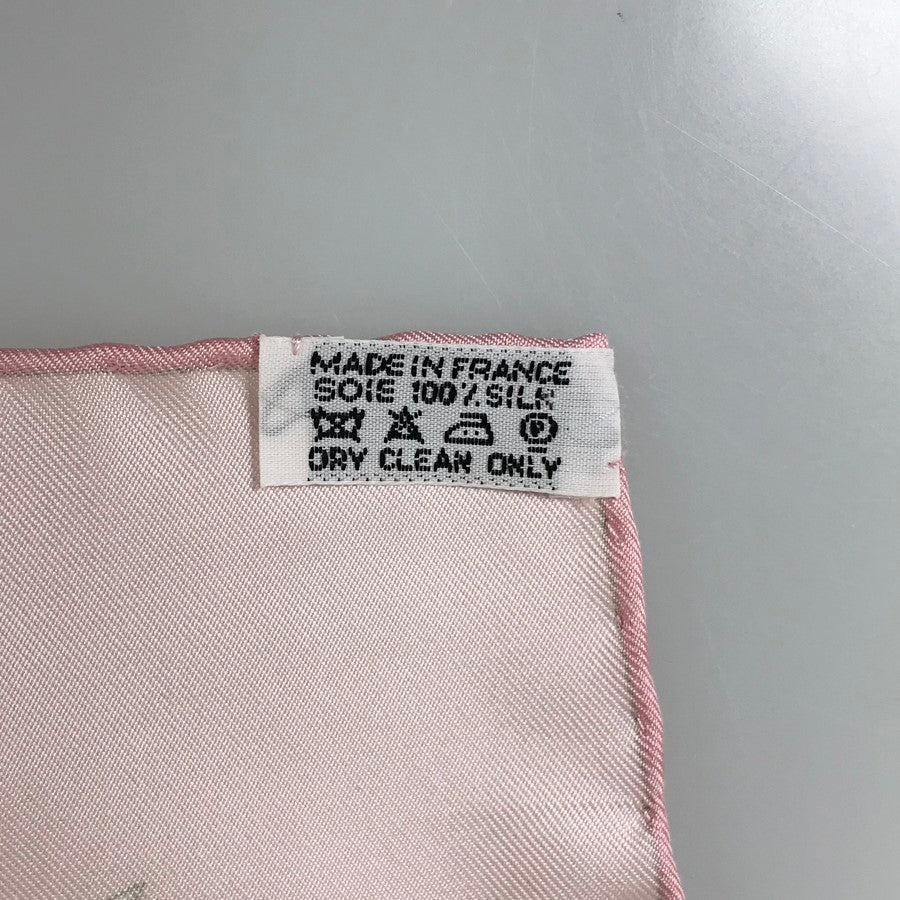 MADE IN FRANCE
SOIE 100% SILK
P
DRY CLEAN ONLY